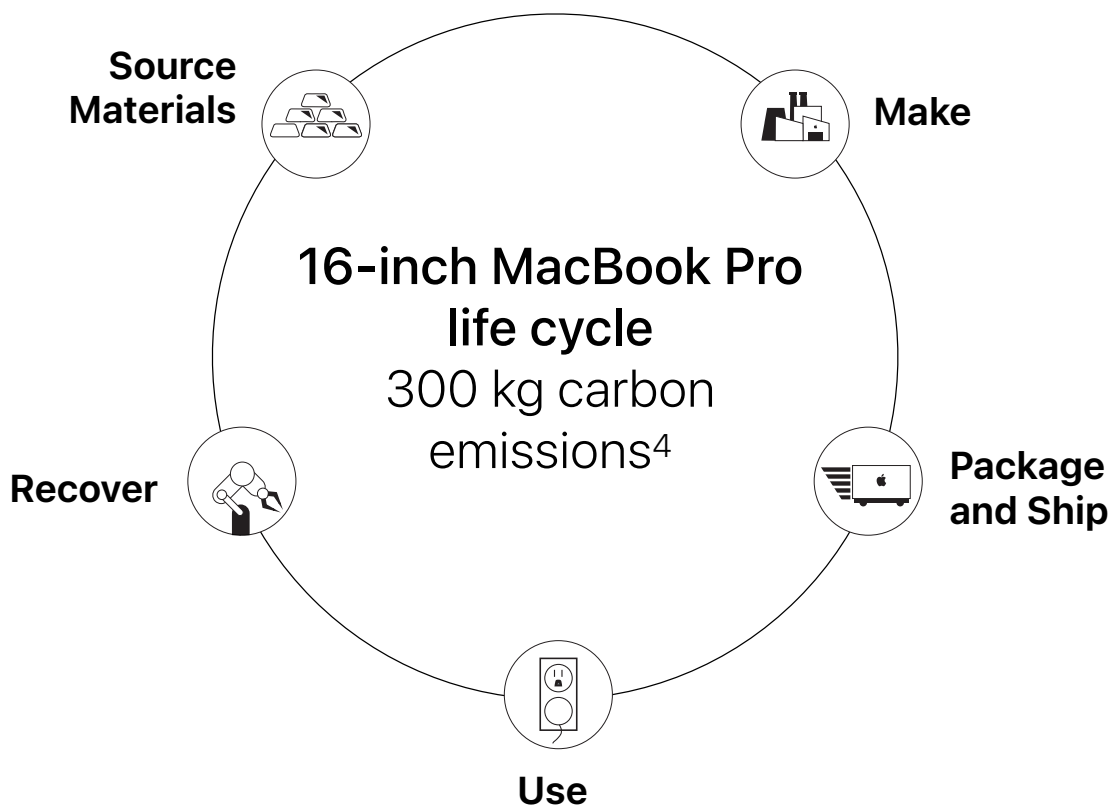 Source
Materials
Make
16-inch MacBook Pro
life cycle
300 kg carbon
emissions⁴
Recover
Package
and Ship
Use